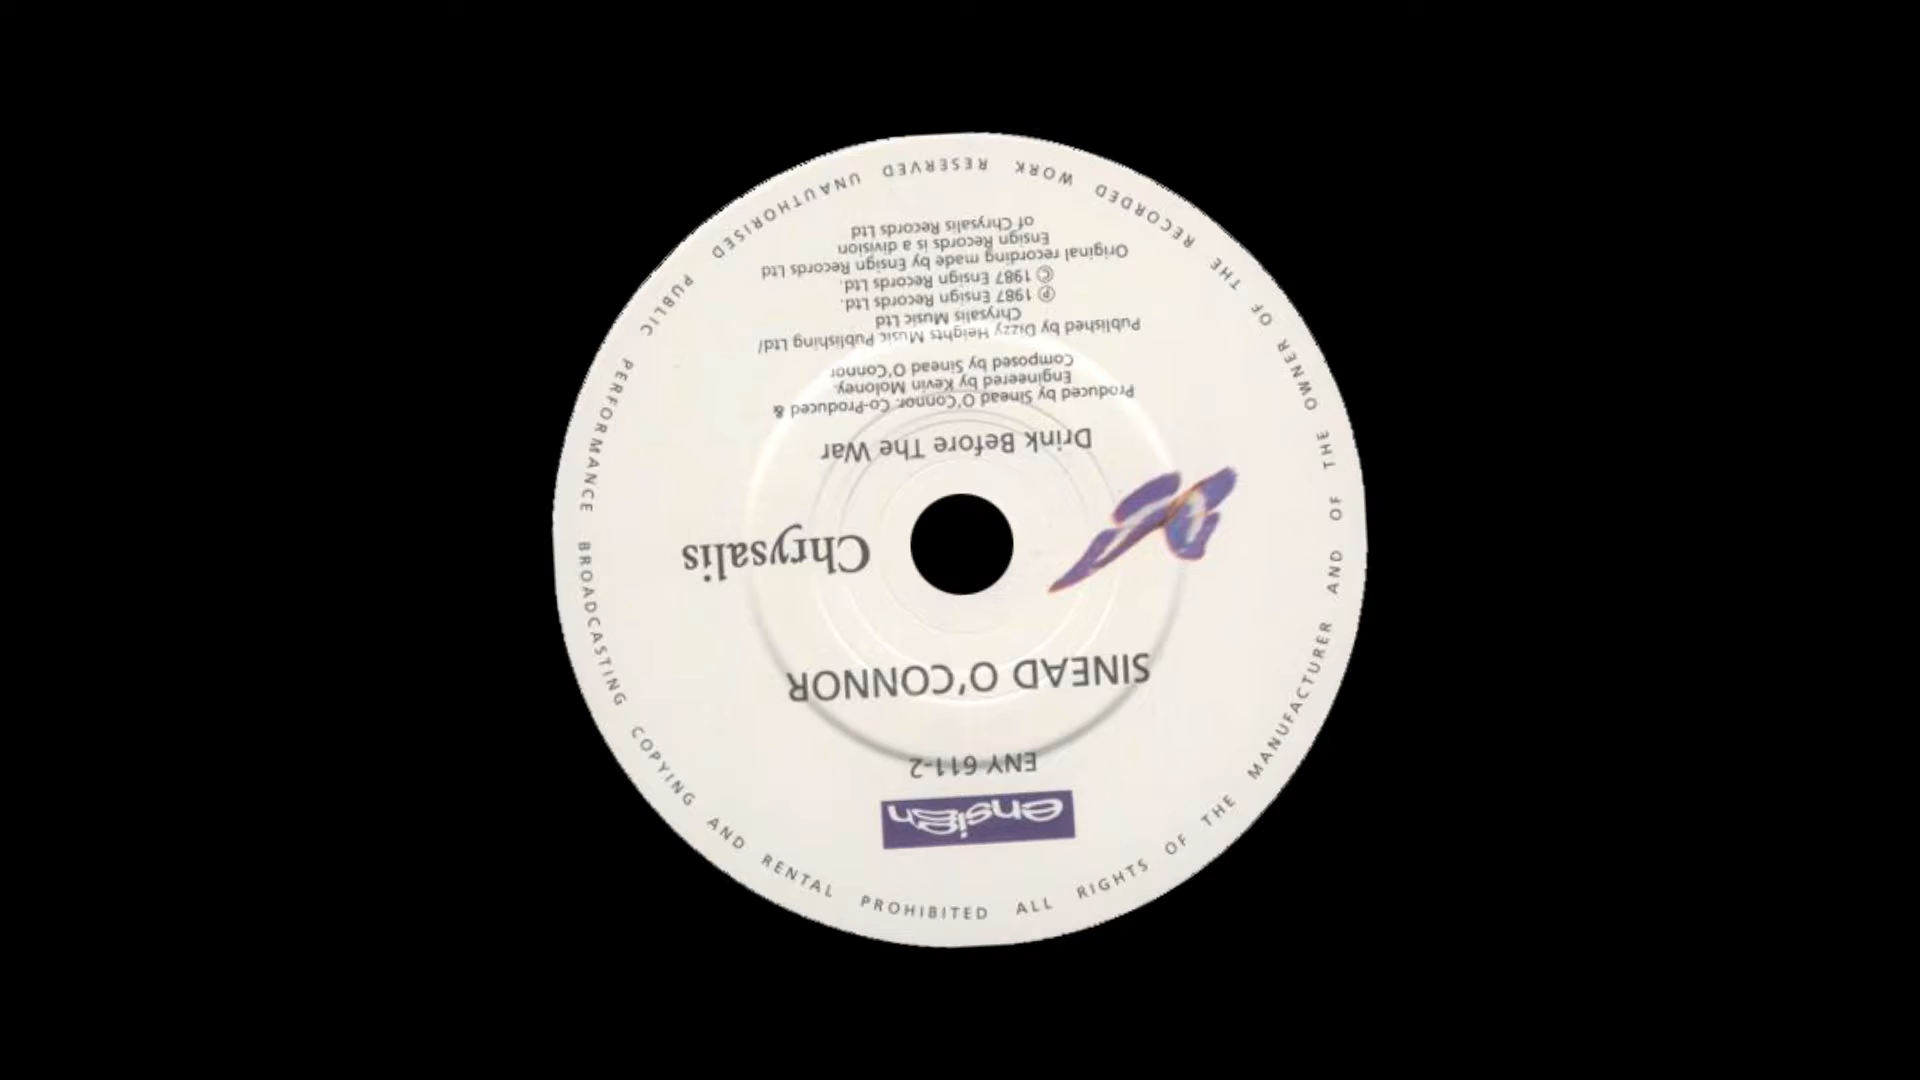 ensign
ENY 611-2
SINEAD O'CONNOR
Chrysalis
Drink Before The War
Produced by Sinead O'Connor. Co-Produced &
Engineered by Kevin Moloney.
Composed by Sinead O'Connor
Published by Dizzy Heights Music Publishing Ltd/
Chrysalis Music Ltd
℗ 1987 Ensign Records Ltd.
© 1987 Ensign Records Ltd.
Original recording made by Ensign Records Ltd
Ensign Records is a division
of Chrysalis Records Ltd
ALL RIGHTS OF THE MANUFACTURER AND OF THE OWNER OF THE RECORDED WORK RESERVED UNAUTHORISED PUBLIC PERFORMANCE BROADCASTING COPYING AND RENTAL PROHIBITED